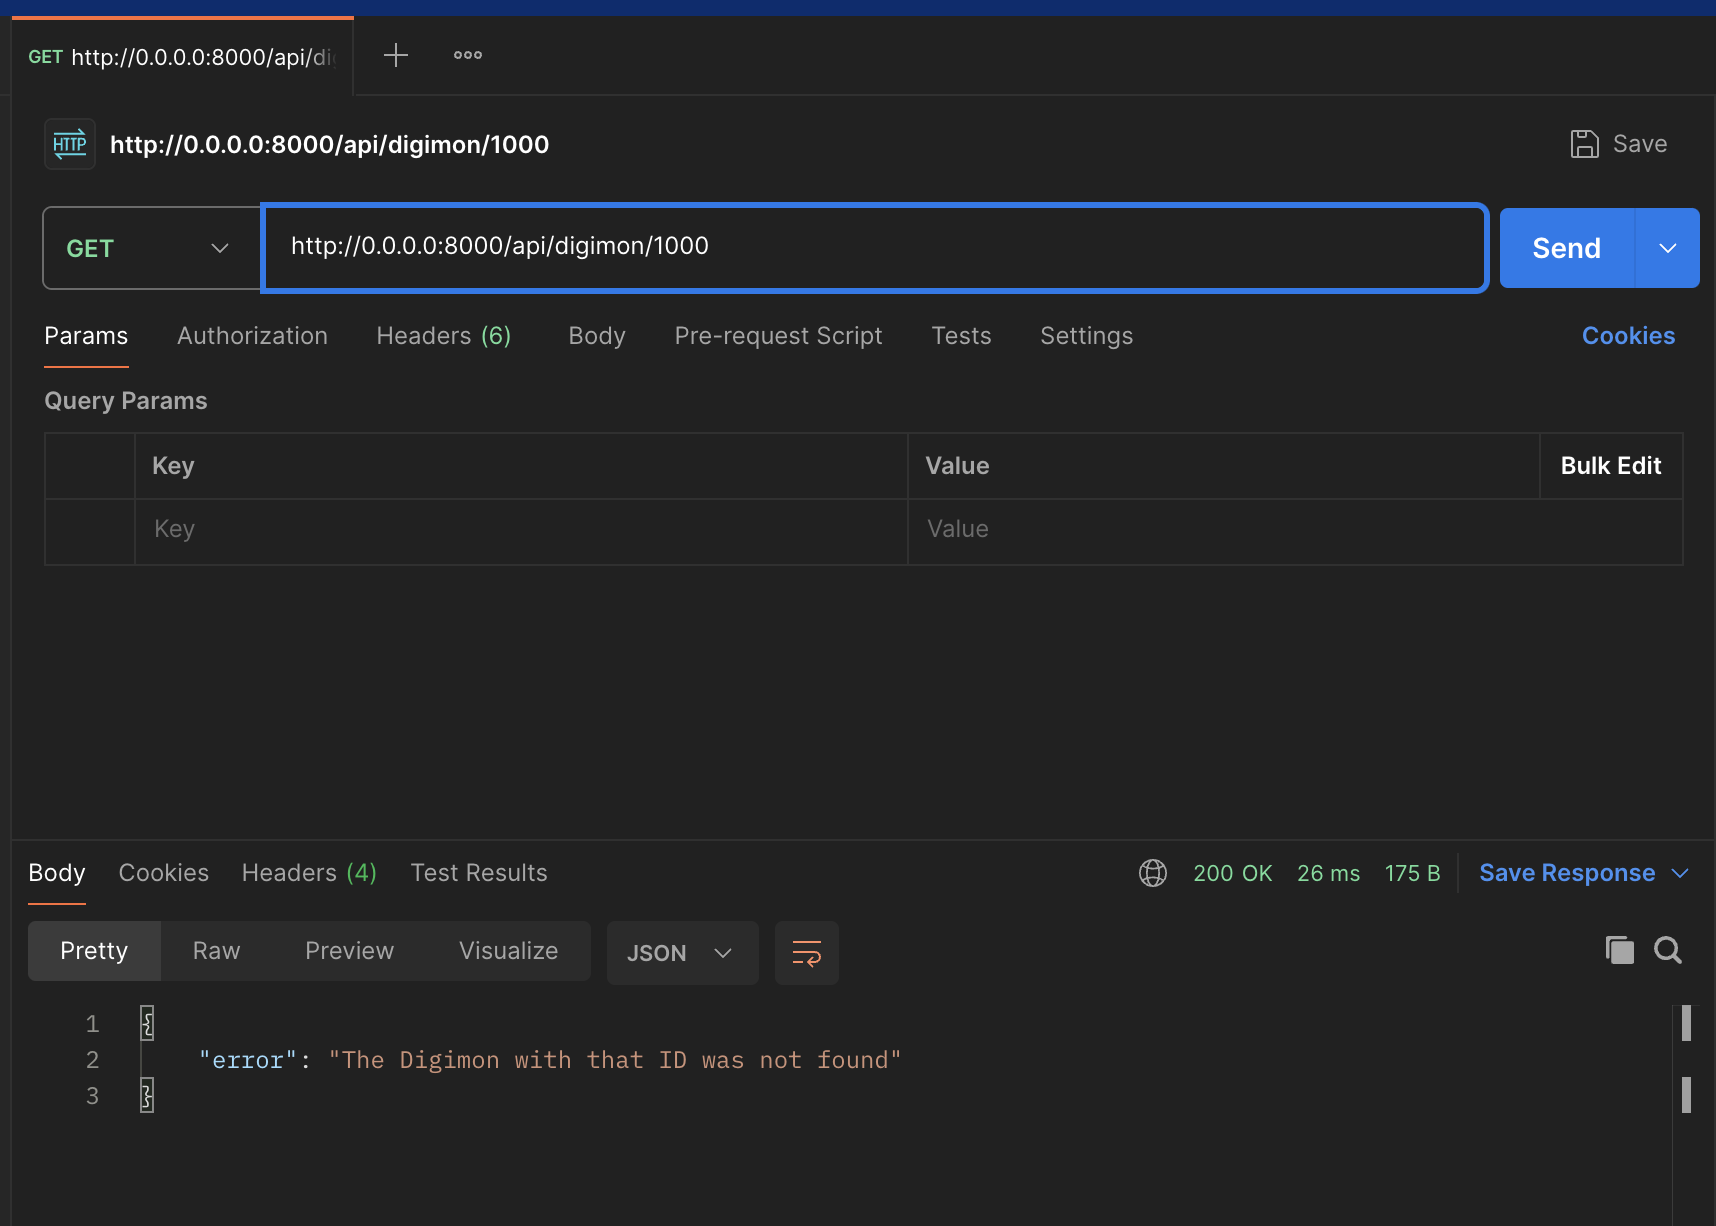 GET http://0.0.0.0:8000/api/di
HTTP http://0.0.0.0:8000/api/digimon/1000 Save
GET http://0.0.0.0:8000/api/digimon/1000 Send
Params Authorization Headers (6) Body Pre-request Script Tests Settings Cookies
Query Params
Key Value Bulk Edit
Key Value
Body Cookies Headers (4) Test Results 200 OK 26 ms 175 B Save Response
Pretty Raw Preview Visualize JSON
1 {
2 "error": "The Digimon with that ID was not found"
3 }